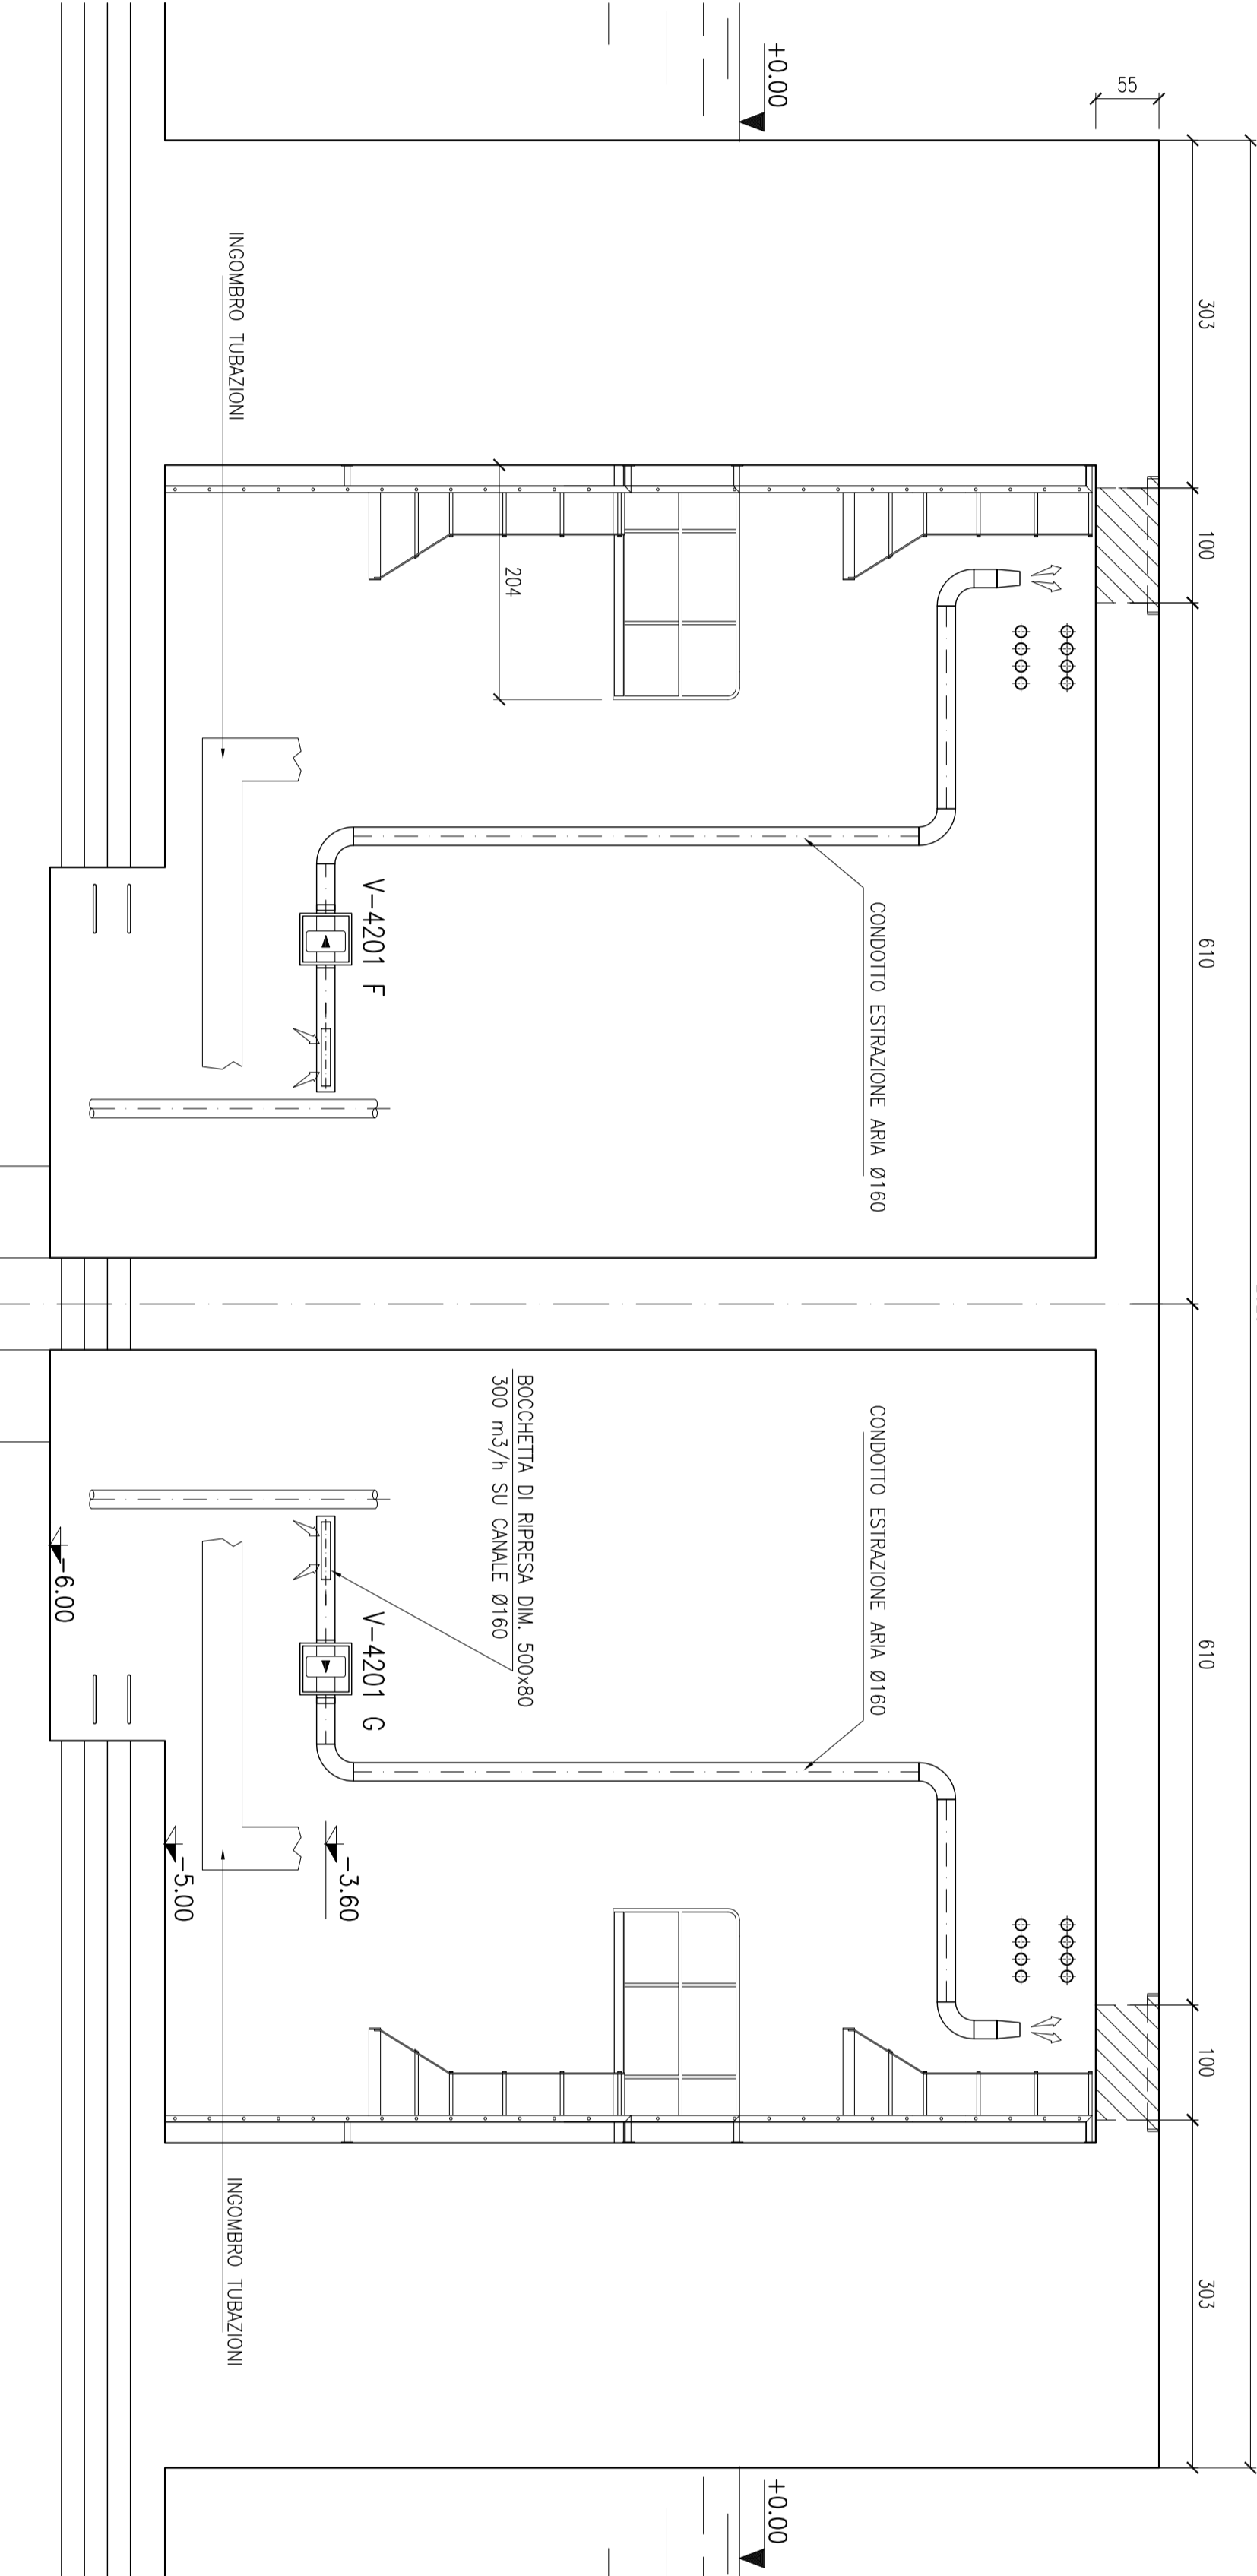 303
100
610
610
100
303
55
+0.00
+0.00
204
CONDOTTO ESTRAZIONE ARIA Ø160
CONDOTTO ESTRAZIONE ARIA Ø160
BOCCHETTA DI RIPRESA DIM. 500x80
300 m3/h SU CANALE Ø160
V-4201 F
V-4201 G
-3.60
INGOMBRO TUBAZIONI
INGOMBRO TUBAZIONI
-5.00
-6.00